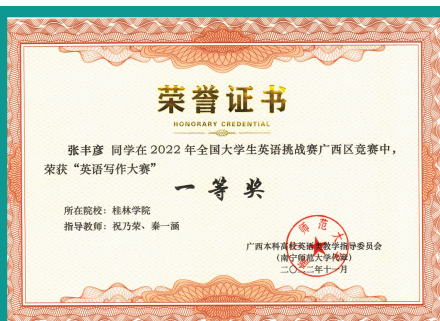 荣誉证书
HONORARY CREDENTIAL
张丰彦 同学在 2022 年全国大学生英语挑战赛广西区竞赛中，
荣获“英语写作大赛”
一等奖
所在院校：桂林学院
指导教师：祝乃荣、秦一涵
广西本科高校英语类教学指导委员会
（南宁师范大学代章）
二〇二二年十一月